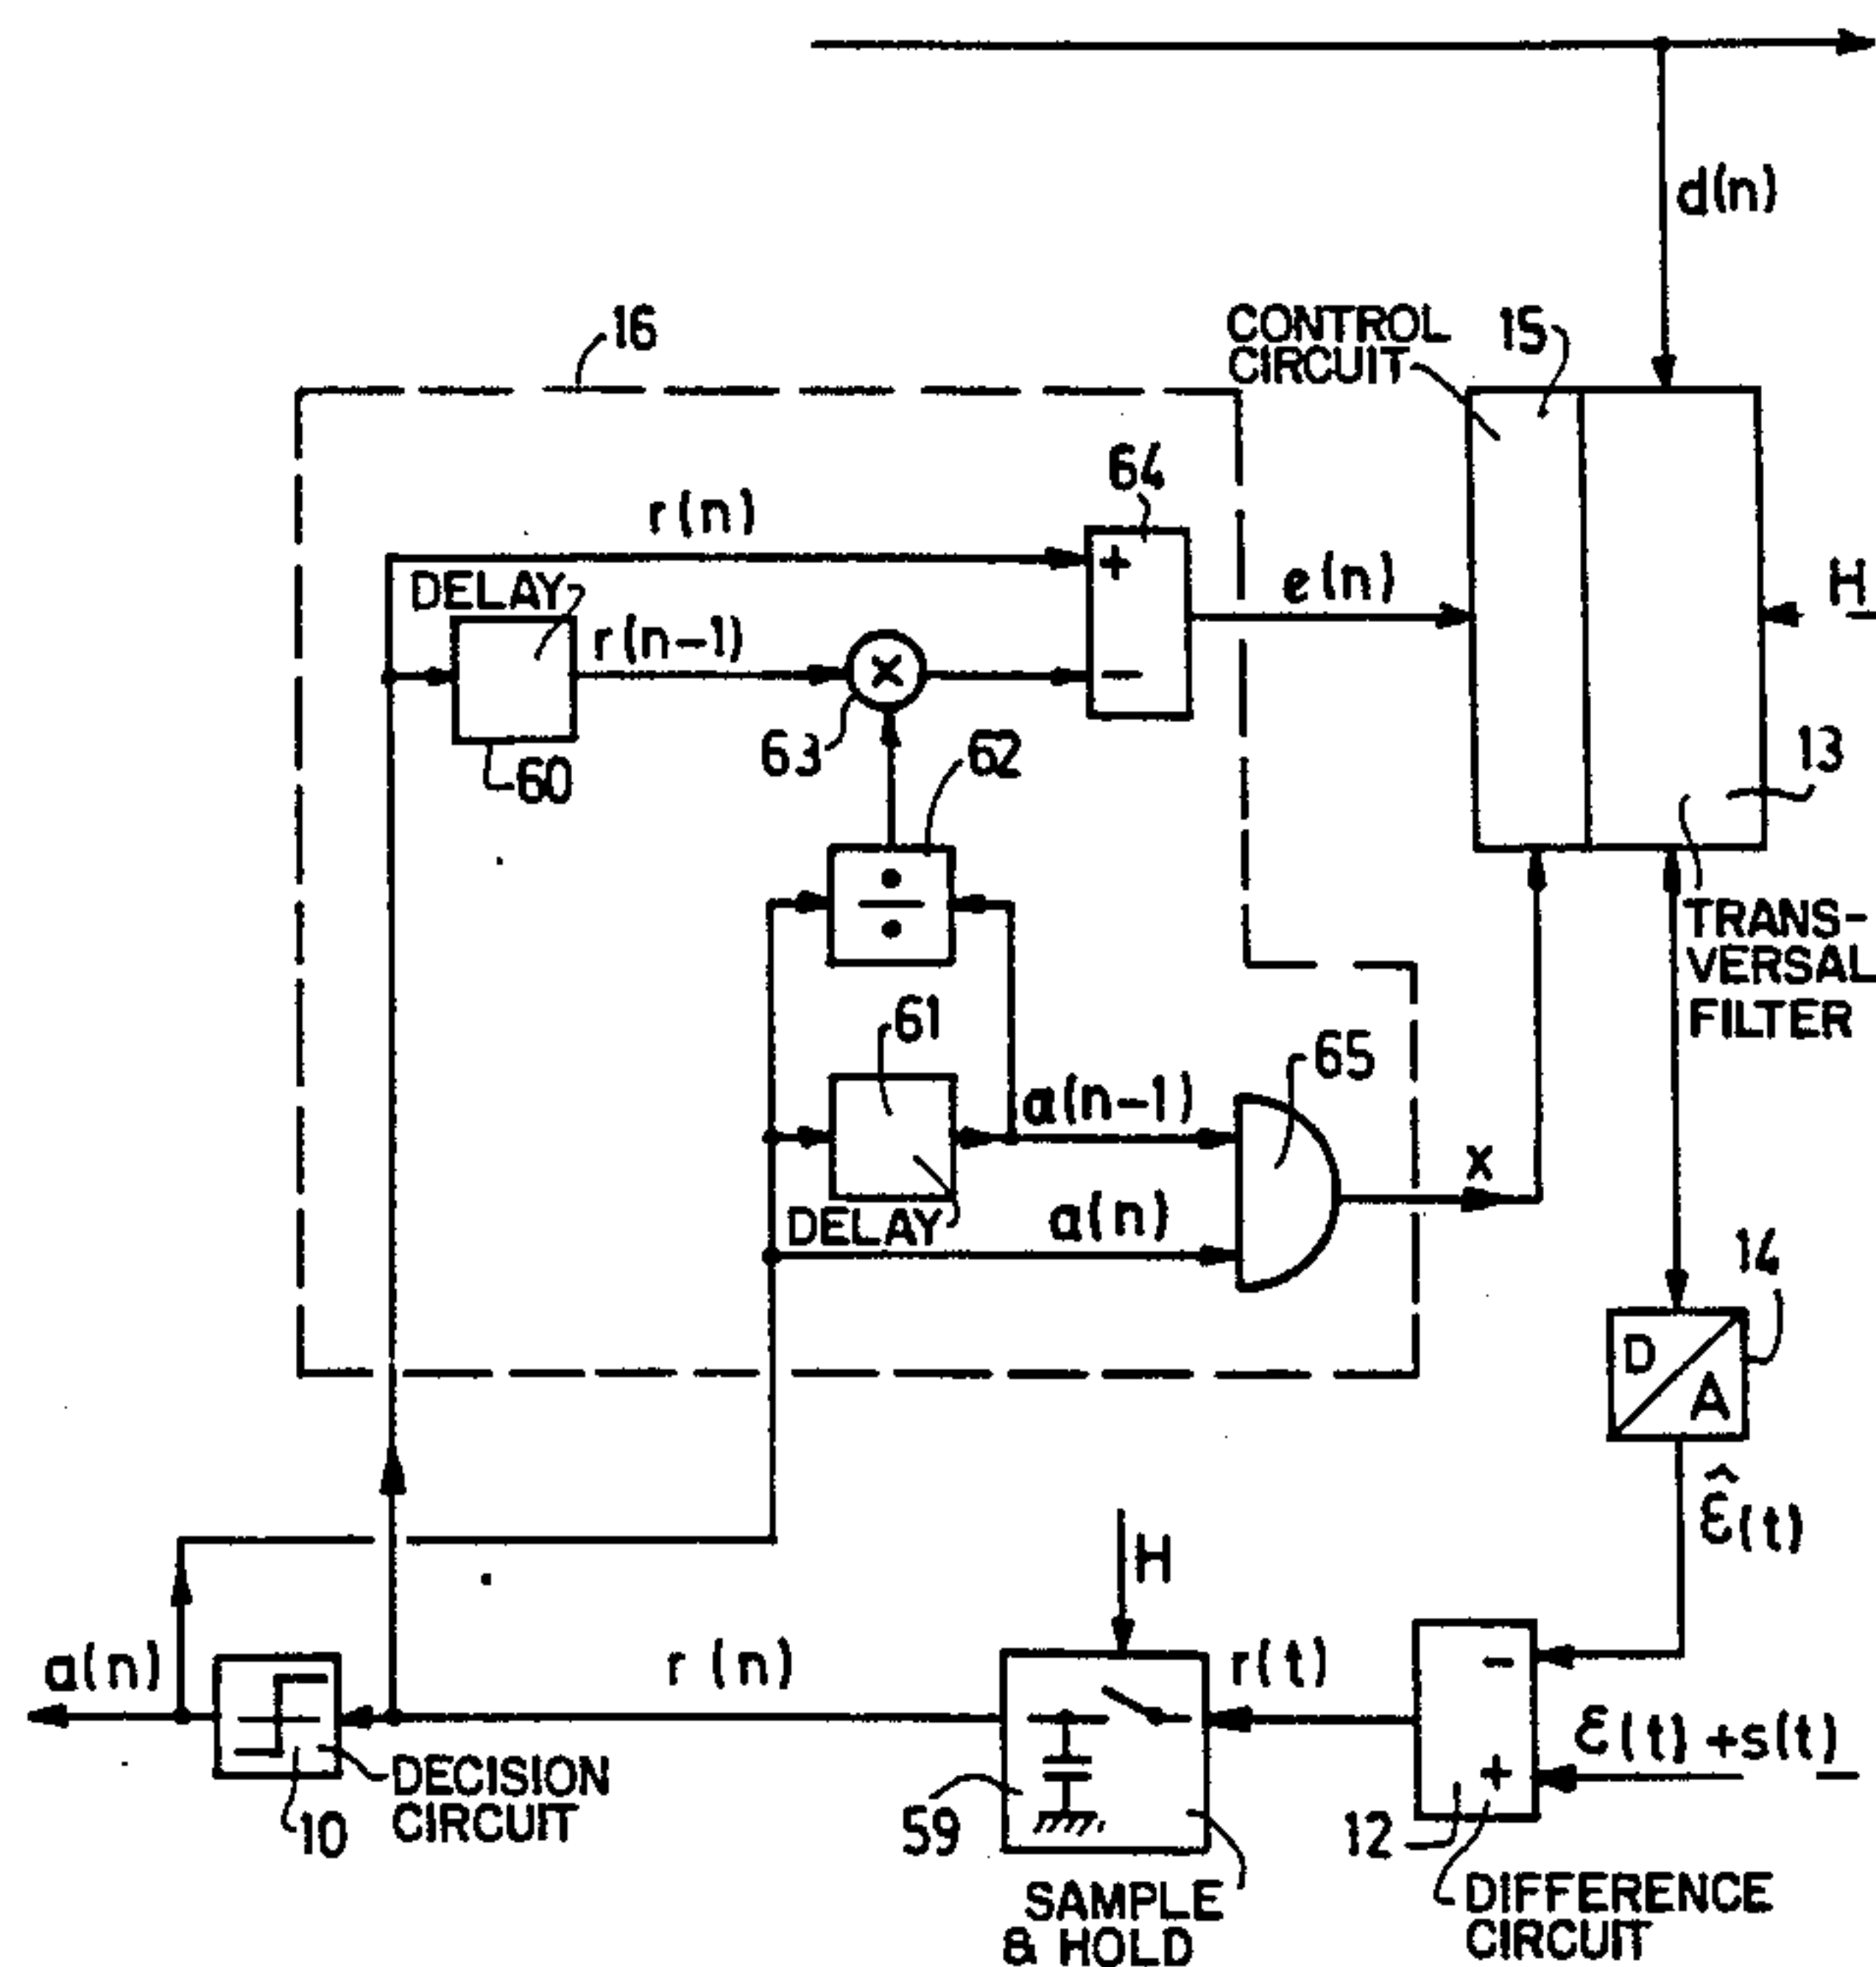 d(n)
16
CONTROL
CIRCUIT
15
64
r(n)
+
e(n)
H
DELAY
r(n-1)
×
−
63
62
60
13
÷
TRANS-
VERSAL
FILTER
61
65
a(n-1)
x
DELAY
a(n)
14
D
A
ε̂(t)
H
a(n)
r(n)
r(t)
-
ε(t)+s(t)
+
DECISION
CIRCUIT
10
59
12
SAMPLE
& HOLD
DIFFERENCE
CIRCUIT